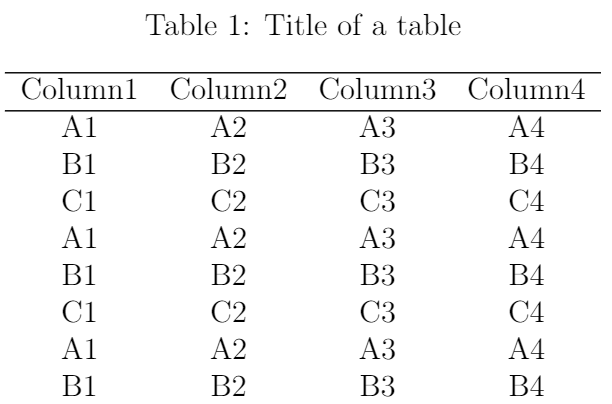 Table 1: Title of a table
Column1 Column2 Column3 Column4
A1 A2 A3 A4
B1 B2 B3 B4
C1 C2 C3 C4
A1 A2 A3 A4
B1 B2 B3 B4
C1 C2 C3 C4
A1 A2 A3 A4
B1 B2 B3 B4